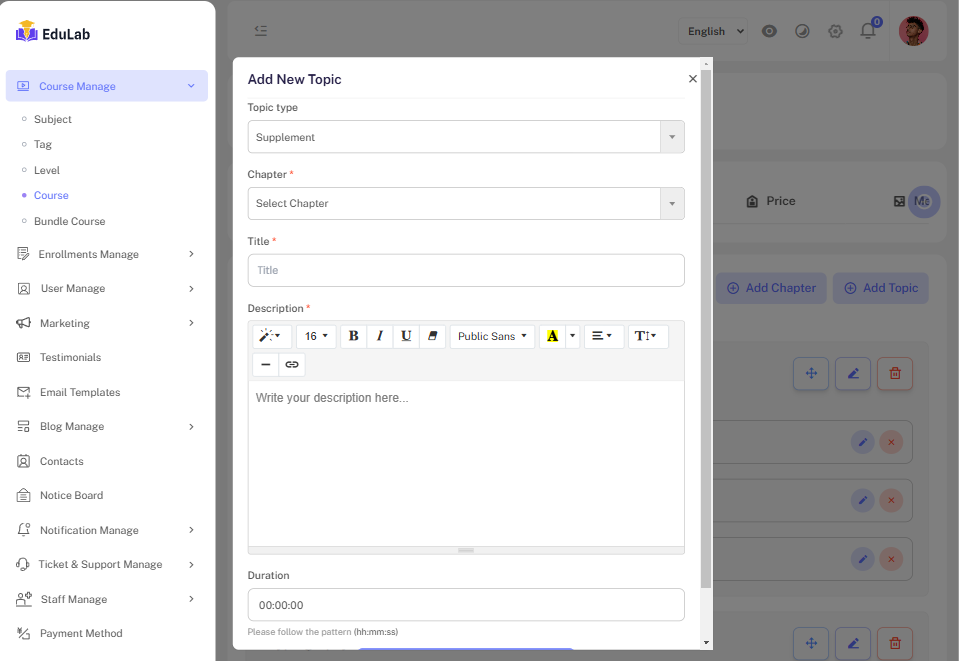 EduLab
Course Manage
Subject
Tag
Level
Course
Bundle Course
Enrollments Manage
User Manage
Marketing
Testimonials
Email Templates
Blog Manage
Contacts
Notice Board
Notification Manage
Ticket & Support Manage
Staff Manage
Payment Method
English
0
Price
Add Chapter
Add Topic
Add New Topic
Topic type
Supplement
Chapter *
Select Chapter
Title *
Title
Description *
16
B I U
Public Sans
A
T
Write your description here...
Duration
00:00:00
Please follow the pattern (hh:mm:ss)